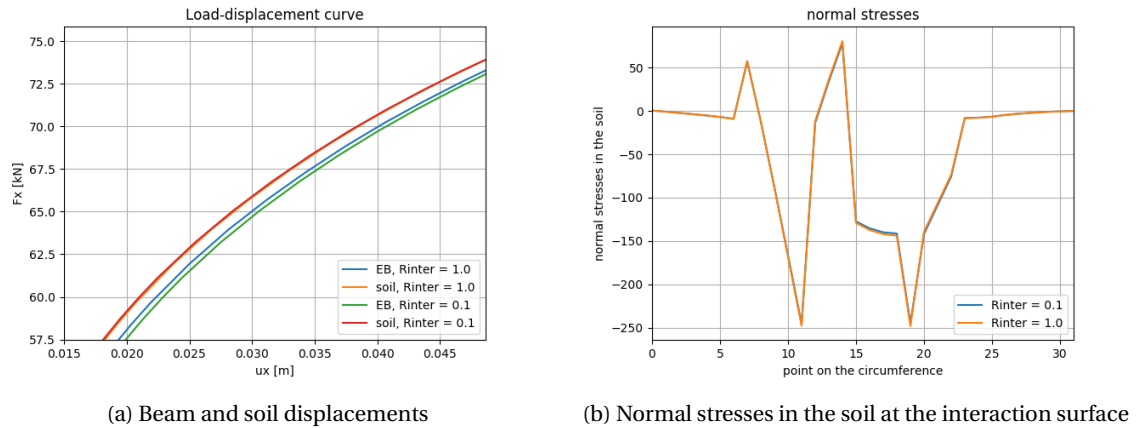 Load-displacement curve
75.0
72.5
70.0
67.5
65.0
62.5
60.0
57.5
Fx [kN]
0.015
0.020
0.025
0.030
0.035
0.040
0.045
ux [m]
EB, Rinter = 1.0
soil, Rinter = 1.0
EB, Rinter = 0.1
soil, Rinter = 0.1
(a) Beam and soil displacements
normal stresses
50
0
−50
−100
−150
−200
−250
normal stresses in the soil
0
5
10
15
20
25
30
point on the circumference
Rinter = 0.1
Rinter = 1.0
(b) Normal stresses in the soil at the interaction surface